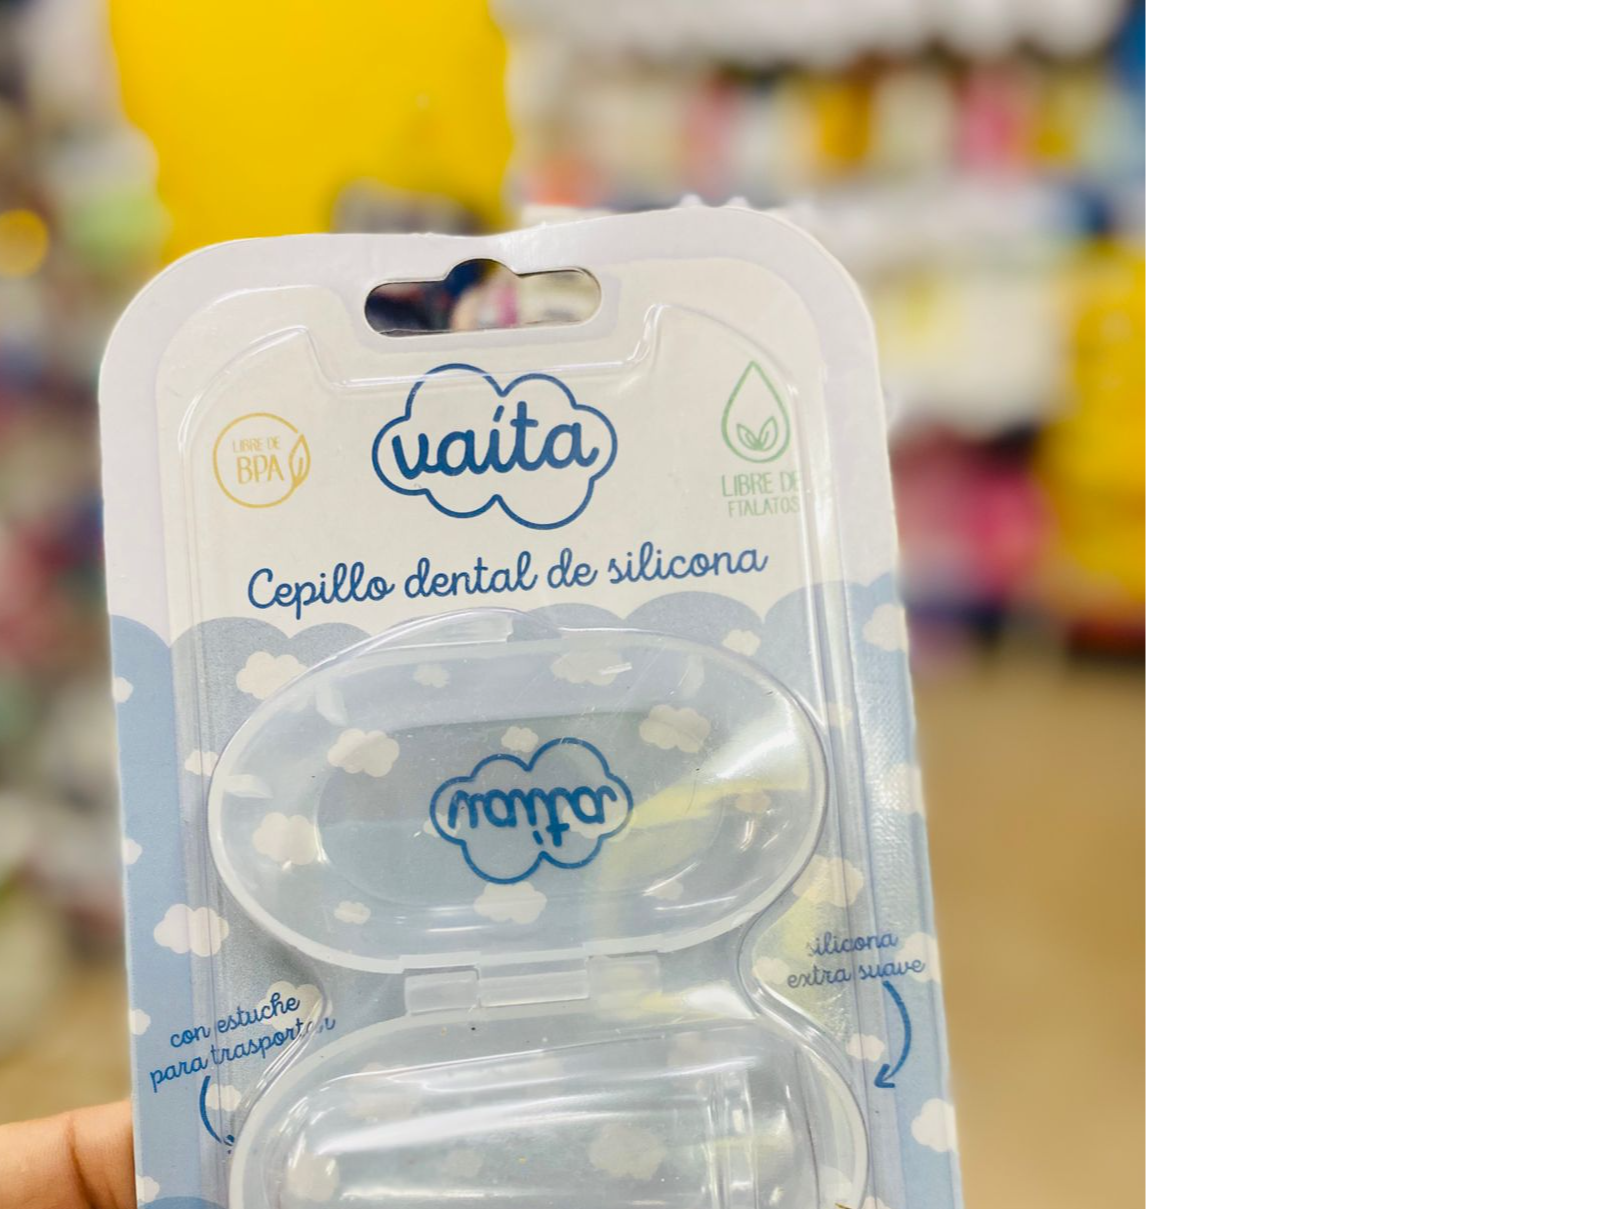 vaíta
LIBRE DE
BPA
LIBRE DE
FTALATOS
Cepillo dental de silicona
vaíta
silicona
extra suave
con estuche
para trasportar